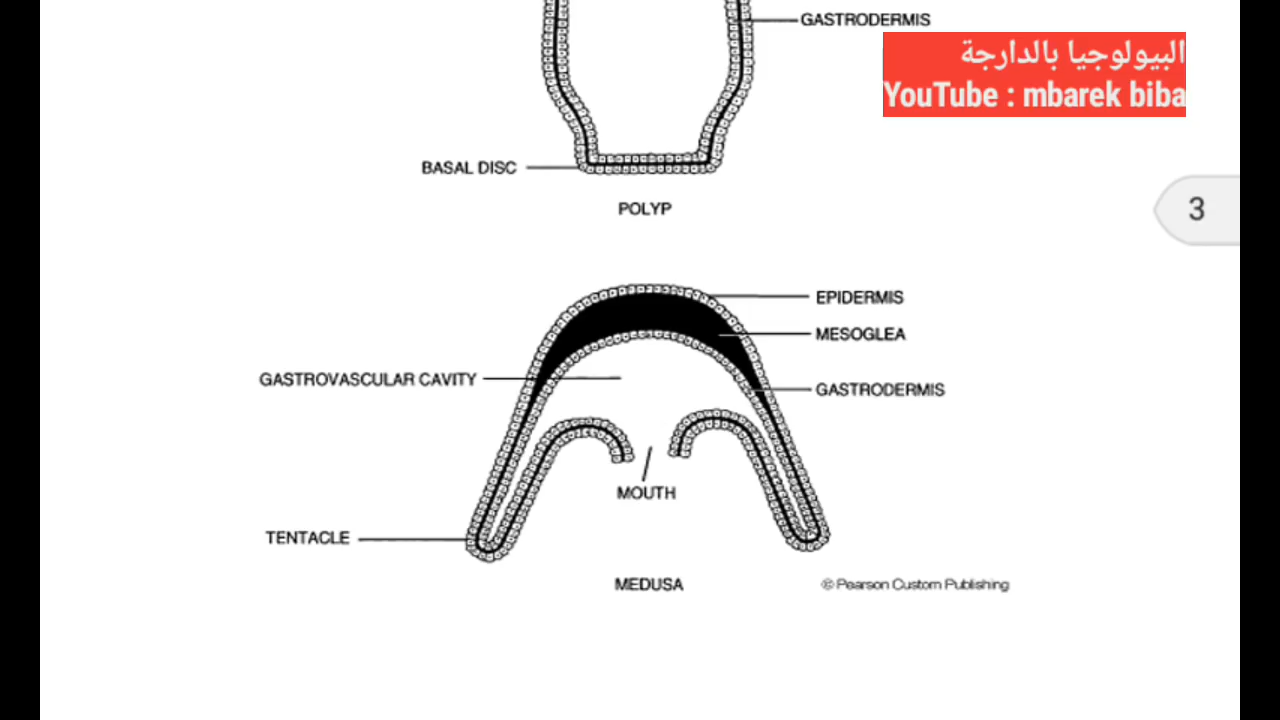 GASTRODERMIS
البيولوجيا بالدارجة
YouTube : mbarek biba
BASAL DISC
POLYP
3
EPIDERMIS
MESOGLEA
GASTROVASCULAR CAVITY
GASTRODERMIS
MOUTH
TENTACLE
MEDUSA
© Pearson Custom Publishing